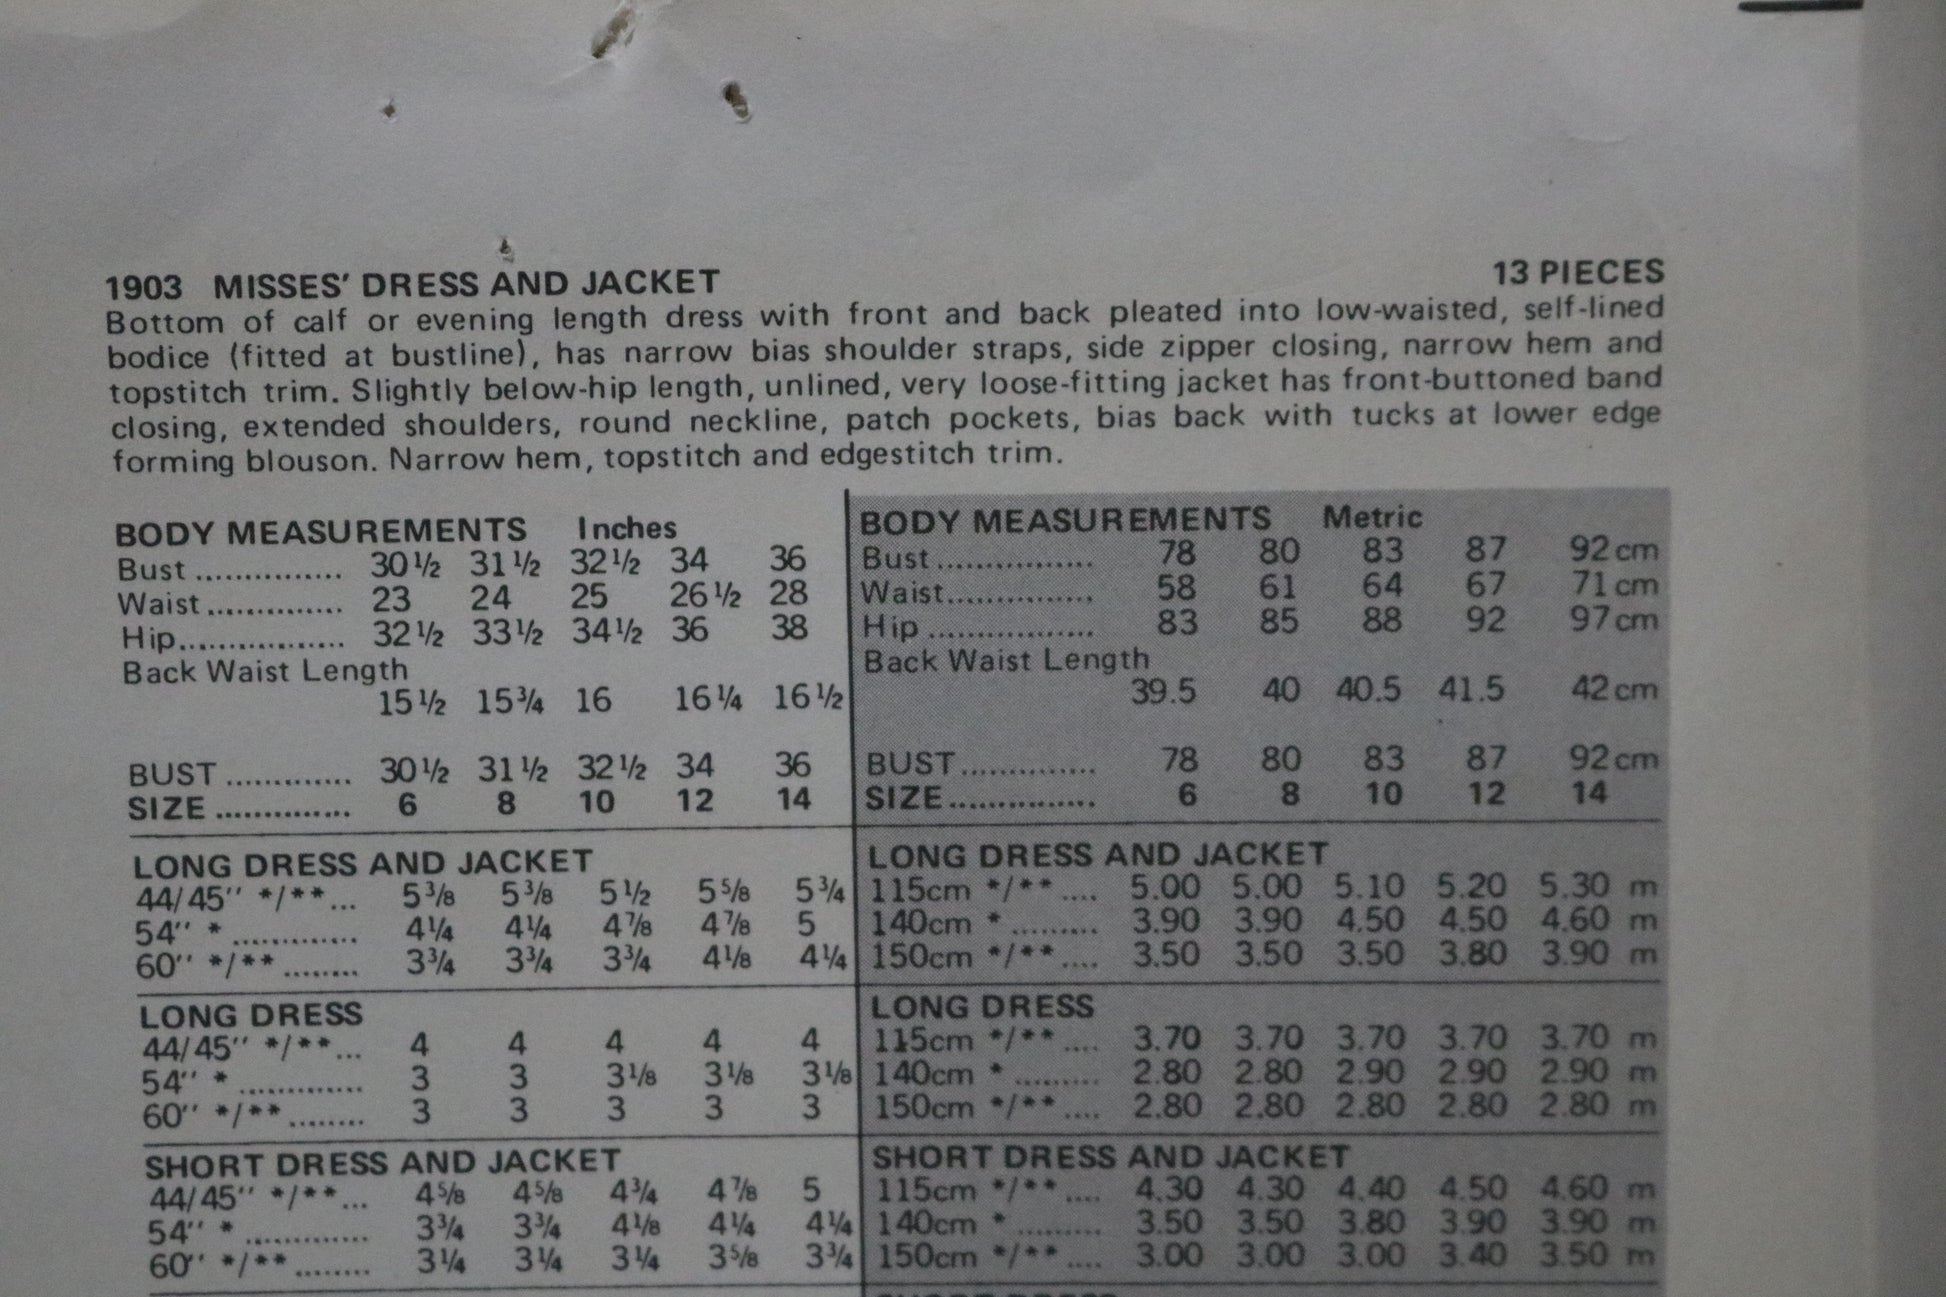 1903 MISSES' DRESS AND JACKET 13 PIECES
Bottom of calf or evening length dress with front and back pleated into low-waisted, self-lined
bodice (fitted at bustline), has narrow bias shoulder straps, side zipper closing, narrow hem and
topstitch trim. Slightly below-hip length, unlined, very loose-fitting jacket has front-buttoned band
closing, extended shoulders, round neckline, patch pockets, bias back with tucks at lower edge
forming blouson. Narrow hem, topstitch and edgestitch trim.
BODY MEASUREMENTS Inches
Bust ............... 30½ 31½ 32½ 34 36
Waist .............. 23 24 25 26½ 28
Hip................. 32½ 33½ 34½ 36 38
Back Waist Length
15½ 15¾ 16 16¼ 16½
BUST ............. 30½ 31½ 32½ 34 36
SIZE .............. 6 8 10 12 14
LONG DRESS AND JACKET
44/45'' */**... 5⅜ 5⅜ 5½ 5⅝ 5¾
54'' * ............. 4¼ 4¼ 4⅞ 4⅞ 5
60'' */** ........ 3¾ 3¾ 3¾ 4⅛ 4¼
LONG DRESS
44/45'' */**... 4 4 4 4 4
54'' * ............. 3 3 3⅛ 3⅛ 3⅛
60'' */** ........ 3 3 3 3 3
SHORT DRESS AND JACKET
44/45'' */**... 4⅝ 4⅝ 4¾ 4⅞ 5
54'' * ............. 3¾ 3¾ 4⅛ 4¼ 4¼
60'' */** ........ 3¼ 3¼ 3¼ 3⅝ 3¾
BODY MEASUREMENTS Metric
Bust ................ 78 80 83 87 92 cm
Waist............... 58 61 64 67 71 cm
Hip ................. 83 85 88 92 97 cm
Back Waist Length
39.5 40 40.5 41.5 42 cm
BUST .............. 78 80 83 87 92 cm
SIZE............... 6 8 10 12 14
LONG DRESS AND JACKET
115cm */** .... 5.00 5.00 5.10 5.20 5.30 m
140cm * ......... 3.90 3.90 4.50 4.50 4.60 m
150cm */** .... 3.50 3.50 3.50 3.80 3.90 m
LONG DRESS
115cm */** .... 3.70 3.70 3.70 3.70 3.70 m
140cm * ......... 2.80 2.80 2.90 2.90 2.90 m
150cm */** .... 2.80 2.80 2.80 2.80 2.80 m
SHORT DRESS AND JACKET
115cm */** .... 4.30 4.30 4.40 4.50 4.60 m
140cm * ......... 3.50 3.50 3.80 3.90 3.90 m
150cm */** .... 3.00 3.00 3.00 3.40 3.50 m